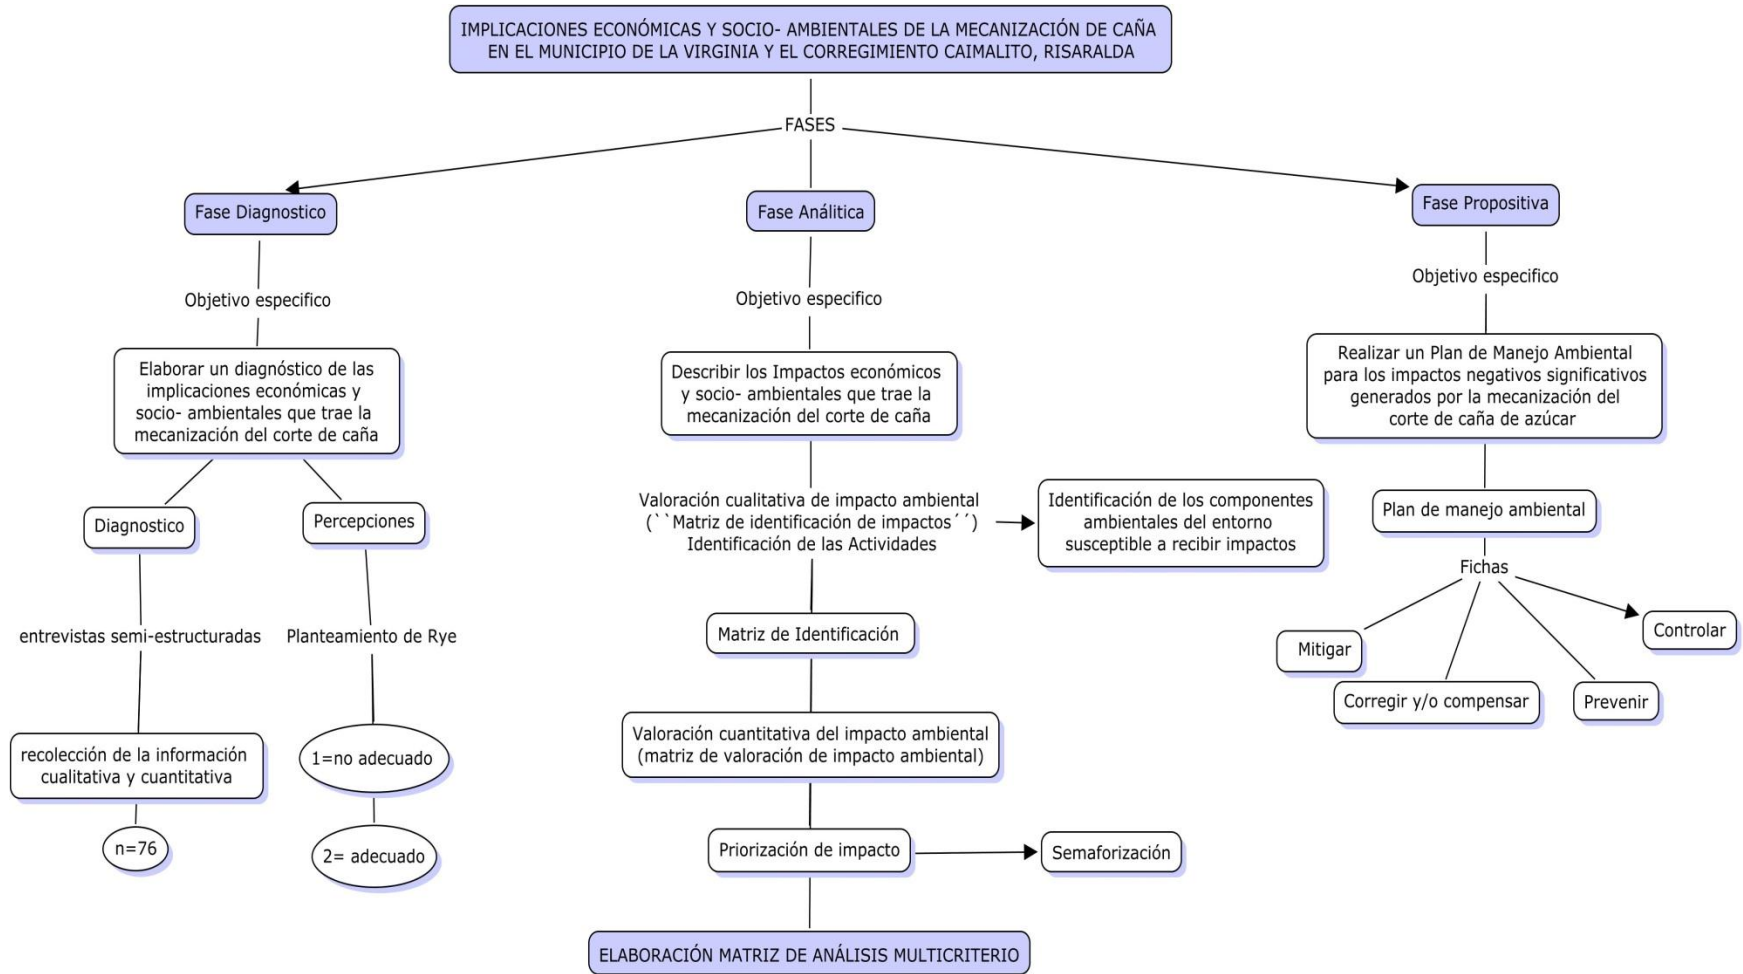 IMPLICACIONES ECONÓMICAS Y SOCIO- AMBIENTALES DE LA MECANIZACIÓN DE CAÑA
EN EL MUNICIPIO DE LA VIRGINIA Y EL CORREGIMIENTO CAIMALITO, RISARALDA
FASES
Fase Diagnostico
Objetivo especifico
Elaborar un diagnóstico de las
implicaciones económicas y
socio- ambientales que trae la
mecanización del corte de caña
Diagnostico
entrevistas semi-estructuradas
recolección de la información
cualitativa y cuantitativa
n=76
Percepciones
Planteamiento de Rye
1=no adecuado
2= adecuado
Fase Análitica
Objetivo especifico
Describir los Impactos económicos
y socio- ambientales que trae la
mecanización del corte de caña
Valoración cualitativa de impacto ambiental
(``Matriz de identificación de impactos´´)
Identificación de las Actividades
Identificación de los componentes
ambientales del entorno
susceptible a recibir impactos
Matriz de Identificación
Valoración cuantitativa del impacto ambiental
(matriz de valoración de impacto ambiental)
Priorización de impacto
Semaforización
ELABORACIÓN MATRIZ DE ANÁLISIS MULTICRITERIO
Fase Propositiva
Objetivo especifico
Realizar un Plan de Manejo Ambiental
para los impactos negativos significativos
generados por la mecanización del
corte de caña de azúcar
Plan de manejo ambiental
Fichas
Mitigar
Corregir y/o compensar
Prevenir
Controlar